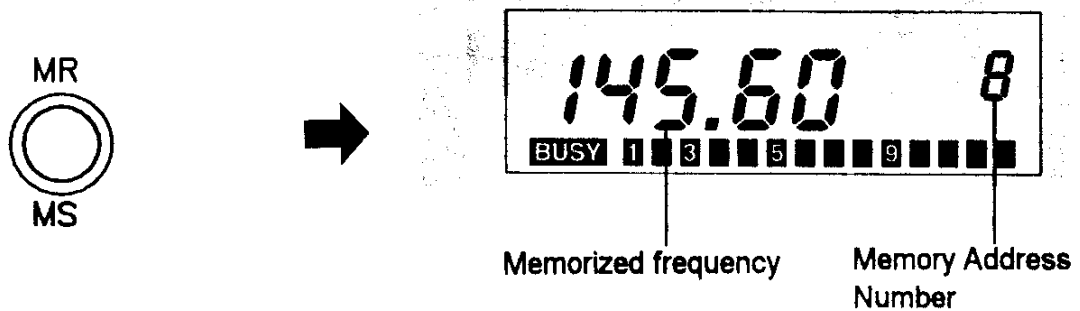 MR
MS
145.60 8
BUSY 1 3 5 9
Memorized frequency
Memory Address
Number